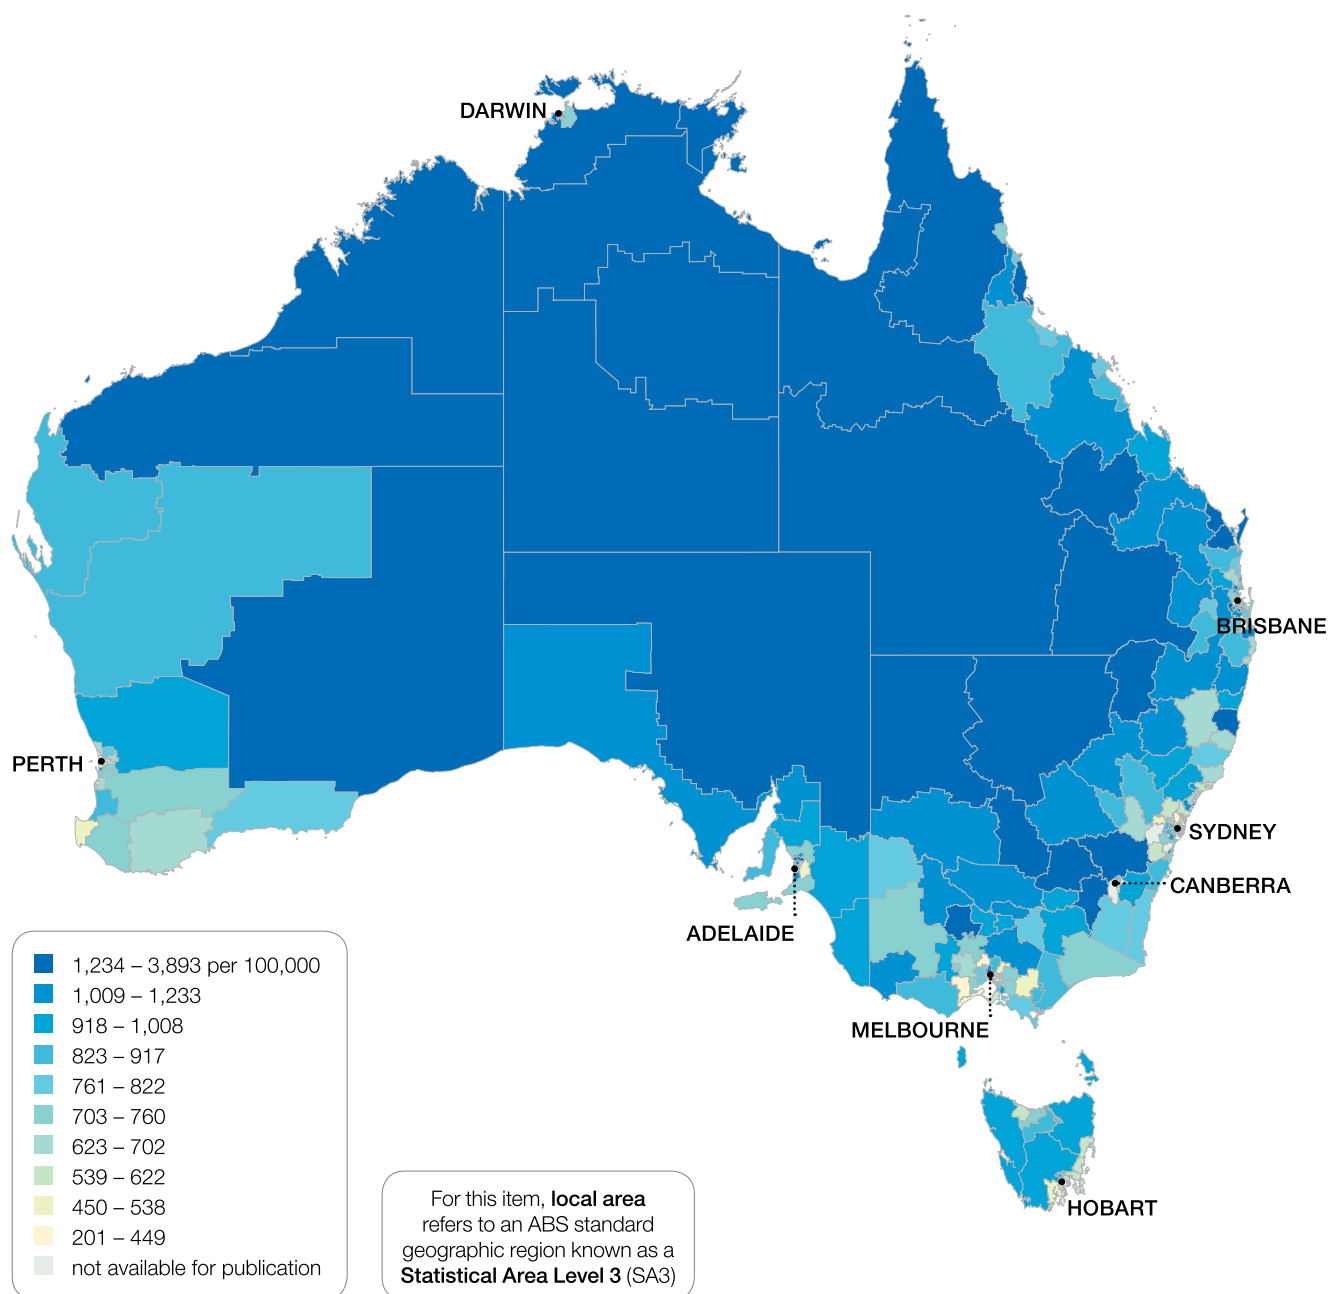 DARWIN
BRISBANE
PERTH
SYDNEY
CANBERRA
ADELAIDE
MELBOURNE
HOBART
1,234 – 3,893 per 100,000
1,009 – 1,233
918 – 1,008
823 – 917
761 – 822
703 – 760
623 – 702
539 – 622
450 – 538
201 – 449
not available for publication
For this item, local area
refers to an ABS standard
geographic region known as a
Statistical Area Level 3 (SA3)